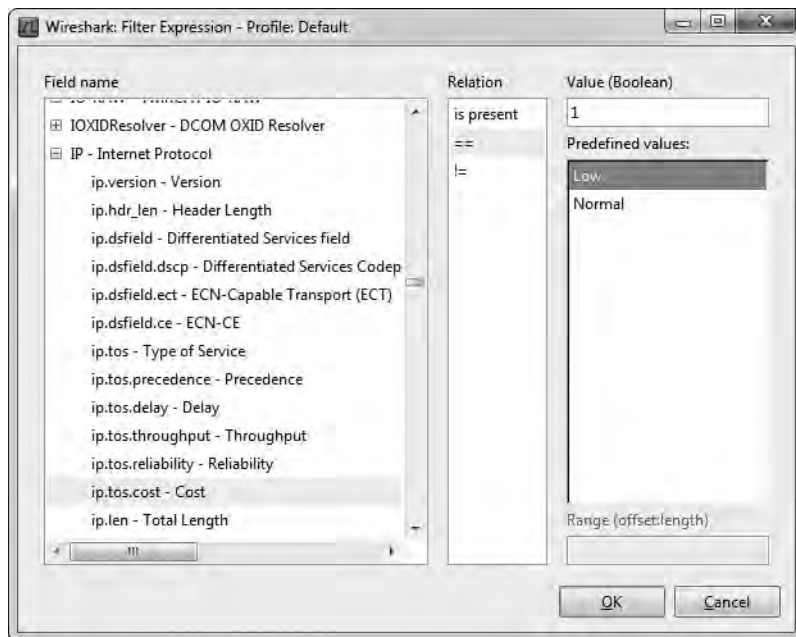 Wireshark: Filter Expression - Profile: Default
Field name
IOXIDResolver - DCOM OXID Resolver
IP - Internet Protocol
ip.version - Version
ip.hdr_len - Header Length
ip.dsfield - Differentiated Services field
ip.dsfield.dscp - Differentiated Services Codep
ip.dsfield.ect - ECN-Capable Transport (ECT)
ip.dsfield.ce - ECN-CE
ip.tos - Type of Service
ip.tos.precedence - Precedence
ip.tos.delay - Delay
ip.tos.throughput - Throughput
ip.tos.reliability - Reliability
ip.tos.cost - Cost
ip.len - Total Length
Relation
is present
==
!=
Value (Boolean)
1
Predefined values:
Low
Normal
Range (offset:length)
OK
Cancel